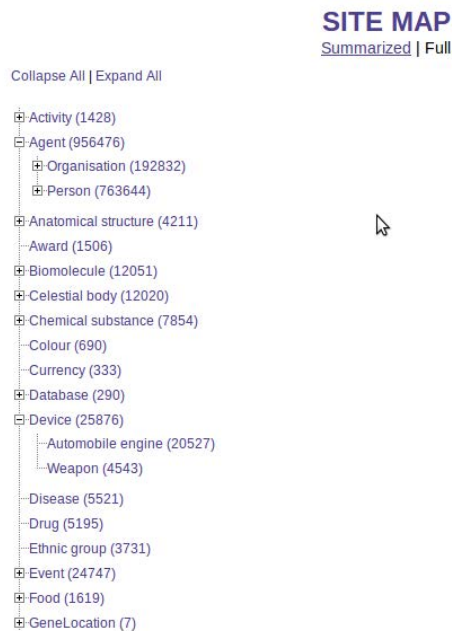 SITE MAP
Summarized | Full
Collapse All | Expand All
Activity (1428)
Agent (956476)
Organisation (192832)
Person (763644)
Anatomical structure (4211)
Award (1506)
Biomolecule (12051)
Celestial body (12020)
Chemical substance (7854)
Colour (690)
Currency (333)
Database (290)
Device (25876)
Automobile engine (20527)
Weapon (4543)
Disease (5521)
Drug (5195)
Ethnic group (3731)
Event (24747)
Food (1619)
GeneLocation (7)